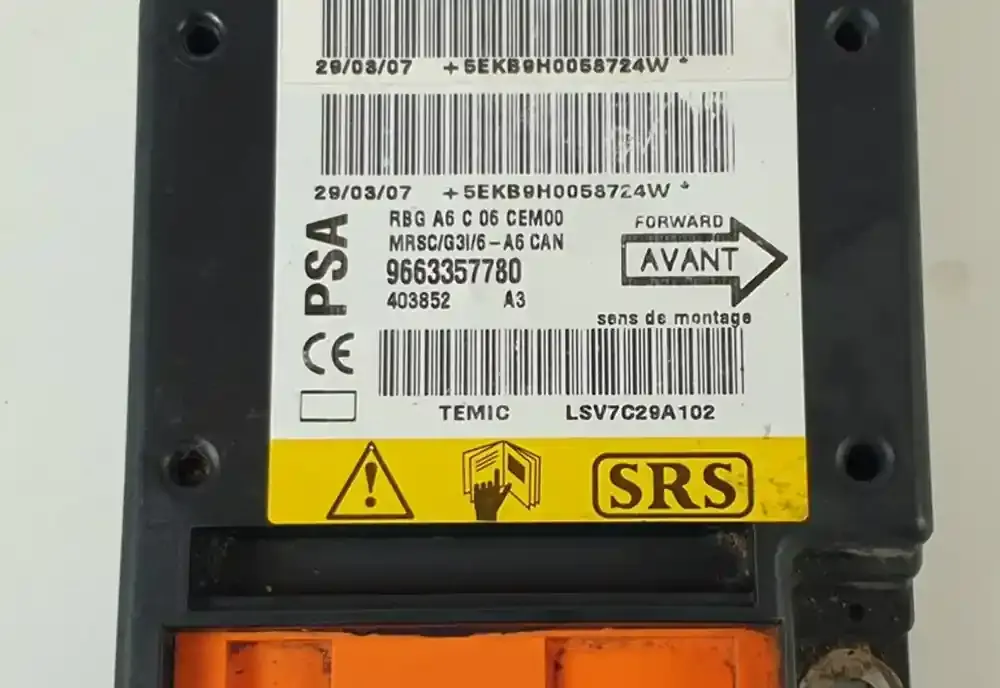 29/03/07 +5EKB9H0058724W*
29/03/07 +5EKB9H0058724W*
PSA
RBG A6 C 06 CEM00
MRSC/G3I/6-A6 CAN
9663357780
403852 A3
FORWARD
AVANT
sens de montage
CE
TEMIC LSV7C29A102
SRS